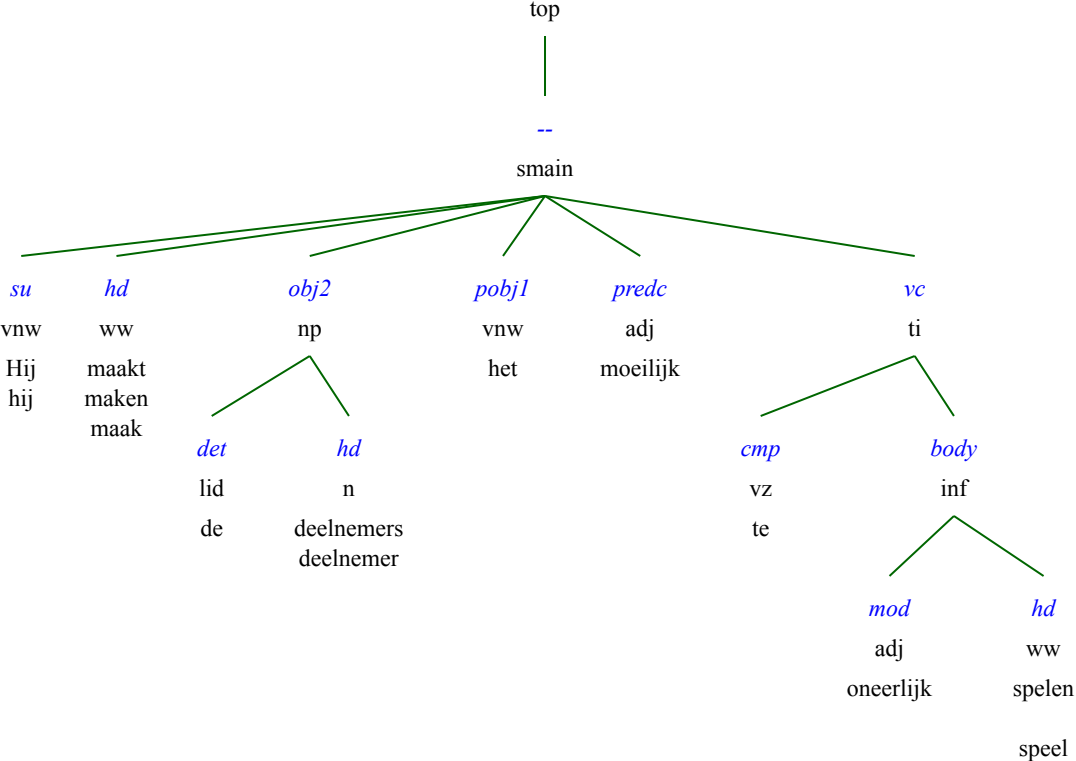 top
--
smain
su hd obj2 pobj1 predc vc
vnw ww np vnw adj ti
Hij maakt het moeilijk
hij maken
maak
det hd cmp body
lid n vz inf
de deelnemers te
deelnemer
mod hd
adj ww
oneerlijk spelen
speel